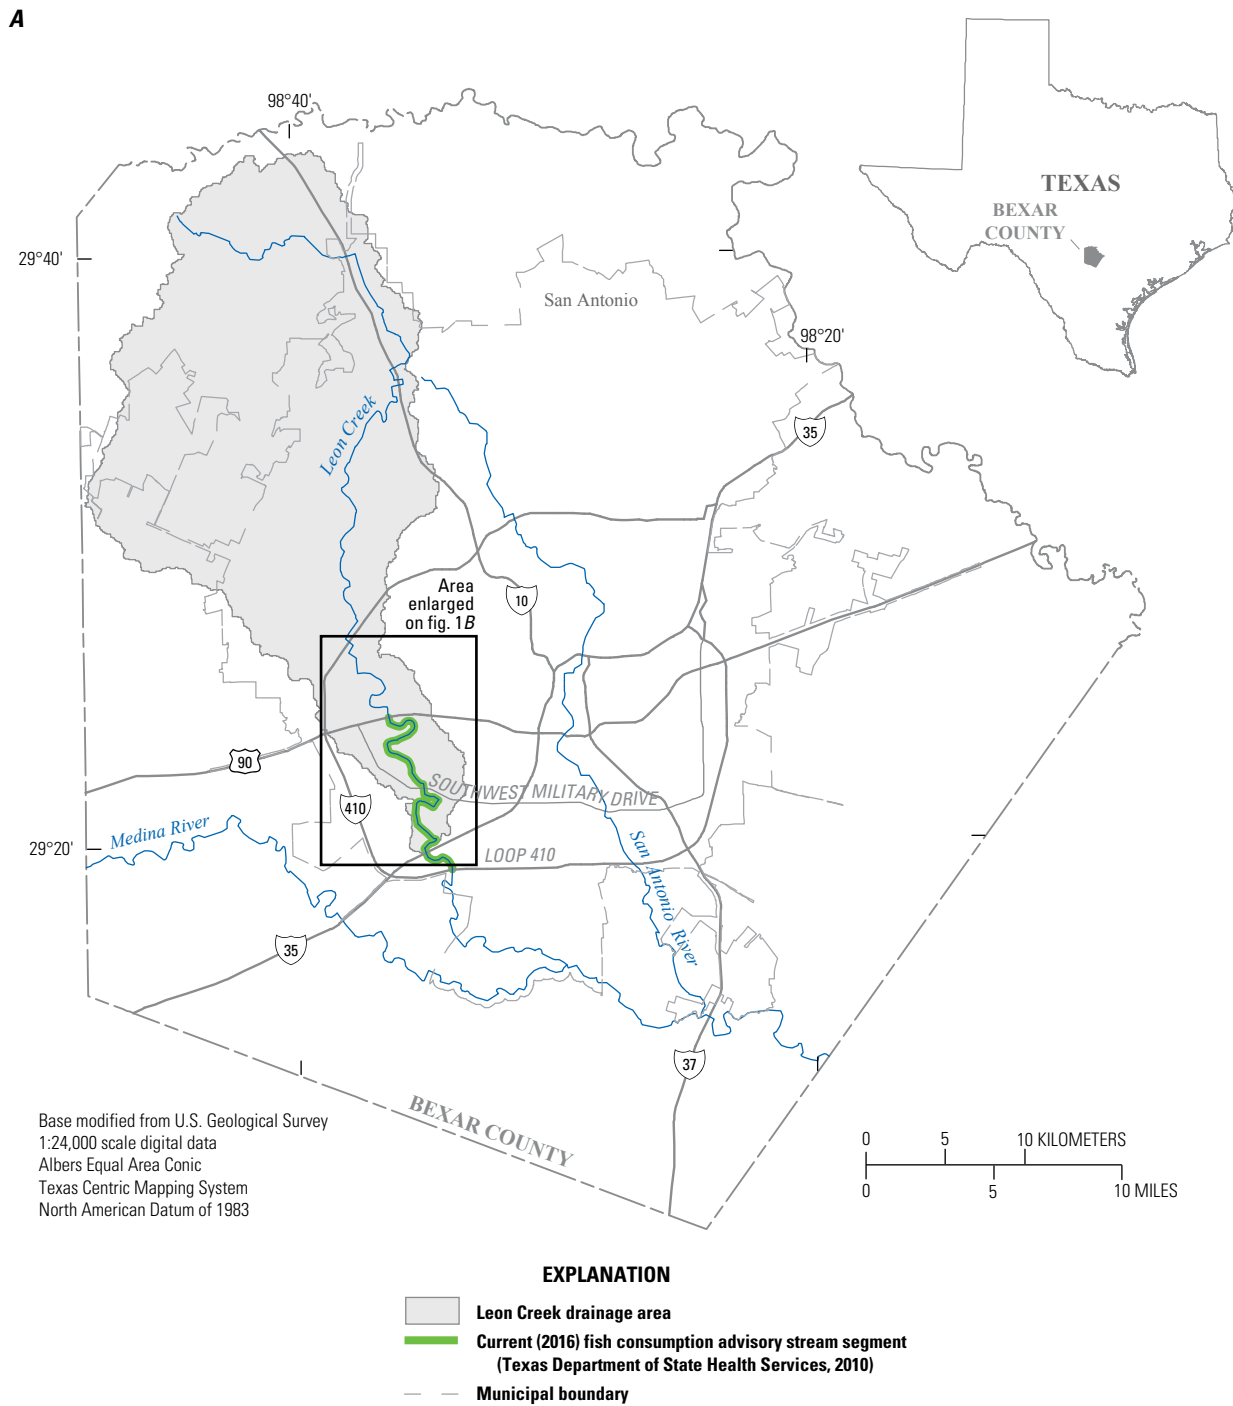 A
98°40'
TEXAS
BEXAR
COUNTY
29°40'
San Antonio
98°20'
Leon Creek
35
Area
enlarged
on fig. 1B
10
90
SOUTHWEST MILITARY DRIVE
410
Medina River
29°20'
LOOP 410
San Antonio River
35
37
BEXAR COUNTY
Base modified from U.S. Geological Survey
1:24,000 scale digital data
Albers Equal Area Conic
Texas Centric Mapping System
North American Datum of 1983
0 5 10 KILOMETERS
0 5 10 MILES
EXPLANATION
Leon Creek drainage area
Current (2016) fish consumption advisory stream segment
(Texas Department of State Health Services, 2010)
Municipal boundary